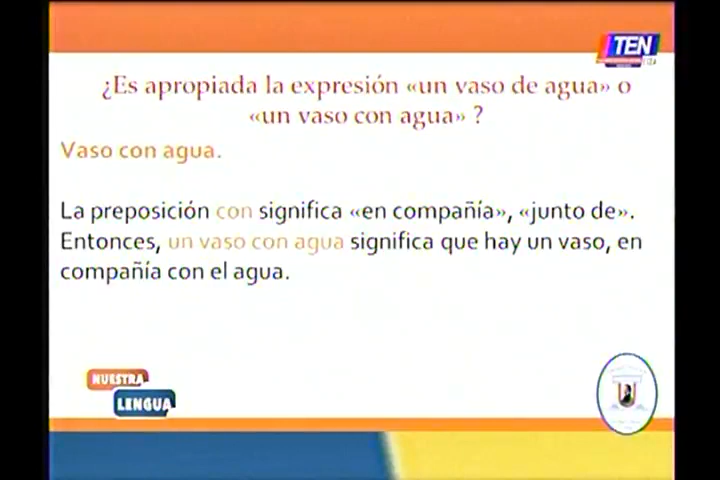 TEN
¿Es apropiada la expresión «un vaso de agua» o
«un vaso con agua» ?
Vaso con agua.
La preposición con significa «en compañía», «junto de».
Entonces, un vaso con agua significa que hay un vaso, en
compañía con el agua.
NUESTRA
LENGUA